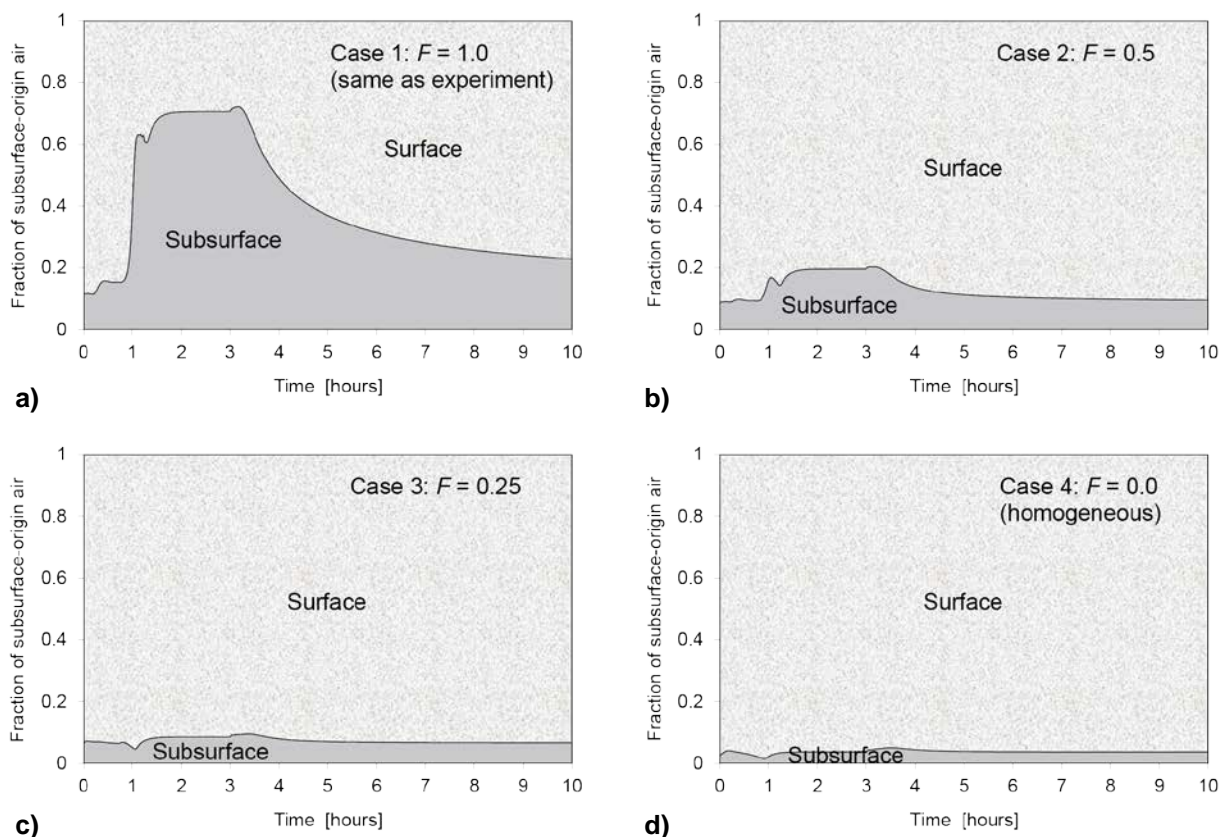 Fraction of subsurface-origin air
1
0.8
0.6
0.4
0.2
0
Case 1: F = 1.0
(same as experiment)
Surface
Subsurface
0 1 2 3 4 5 6 7 8 9 10
Time [hours]
a)
Fraction of subsurface-origin air
1
0.8
0.6
0.4
0.2
0
Case 2: F = 0.5
Surface
Subsurface
0 1 2 3 4 5 6 7 8 9 10
Time [hours]
b)
Fraction of subsurface-origin air
1
0.8
0.6
0.4
0.2
0
Case 3: F = 0.25
Surface
Subsurface
0 1 2 3 4 5 6 7 8 9 10
Time [hours]
c)
Fraction of subsurface-origin air
1
0.8
0.6
0.4
0.2
0
Case 4: F = 0.0
(homogeneous)
Surface
Subsurface
0 1 2 3 4 5 6 7 8 9 10
Time [hours]
d)